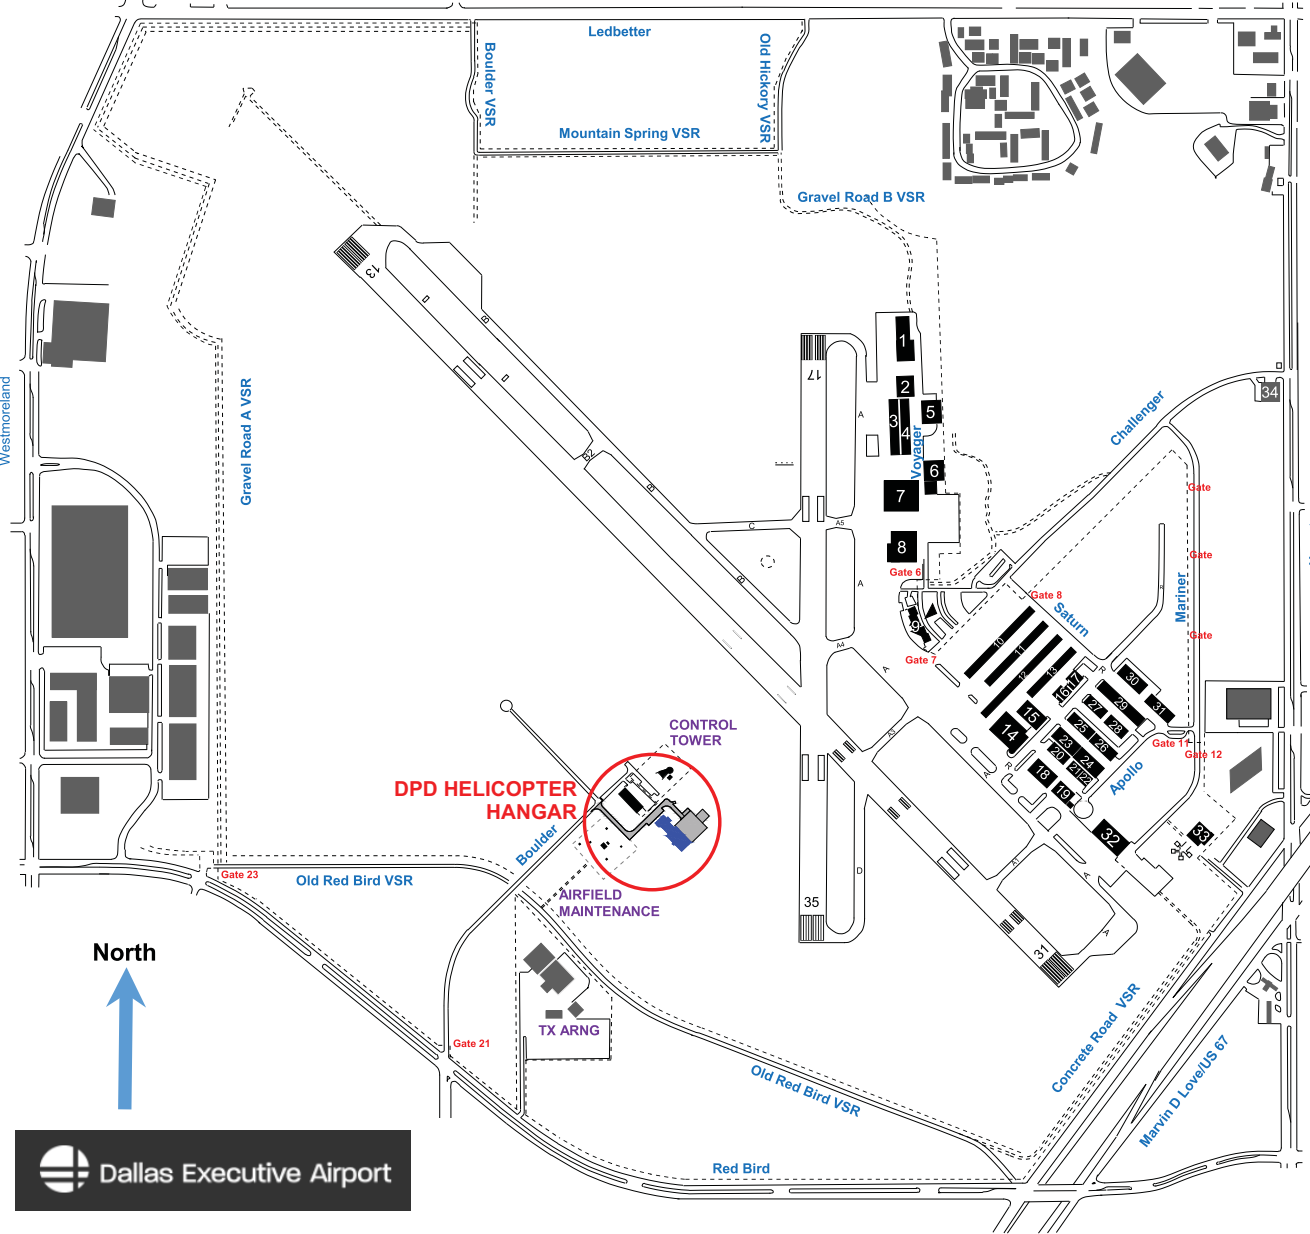 Ledbetter
Boulder VSR
Old Hickory VSR
Mountain Spring VSR
Gravel Road B VSR
13
B
17
1
2
5
3
4
A
Voyager
6
7
8
Gate 6
Challenger
34
Westmoreland
Gravel Road A VSR
B2
B
C
A5
B
A
Gate
Gate
Gate
Mariner
R
Gate 8
Saturn
9
Gate 7
A4
A
10
11
12
13
R
16
17
30
31
29
27
28
15
14
25
26
23
24
20
21
22
18
19
R
Gate 11
Gate 12
Apollo
A3
A
32
33
CONTROL
TOWER
DPD HELICOPTER
HANGAR
Boulder
AIRFIELD
MAINTENANCE
Gate 23
Old Red Bird VSR
D
35
A1
A
A
31
North
TX ARNG
Gate 21
P
Old Red Bird VSR
Concrete Road VSR
Marvin D Love/US 67
Red Bird
Dallas Executive Airport